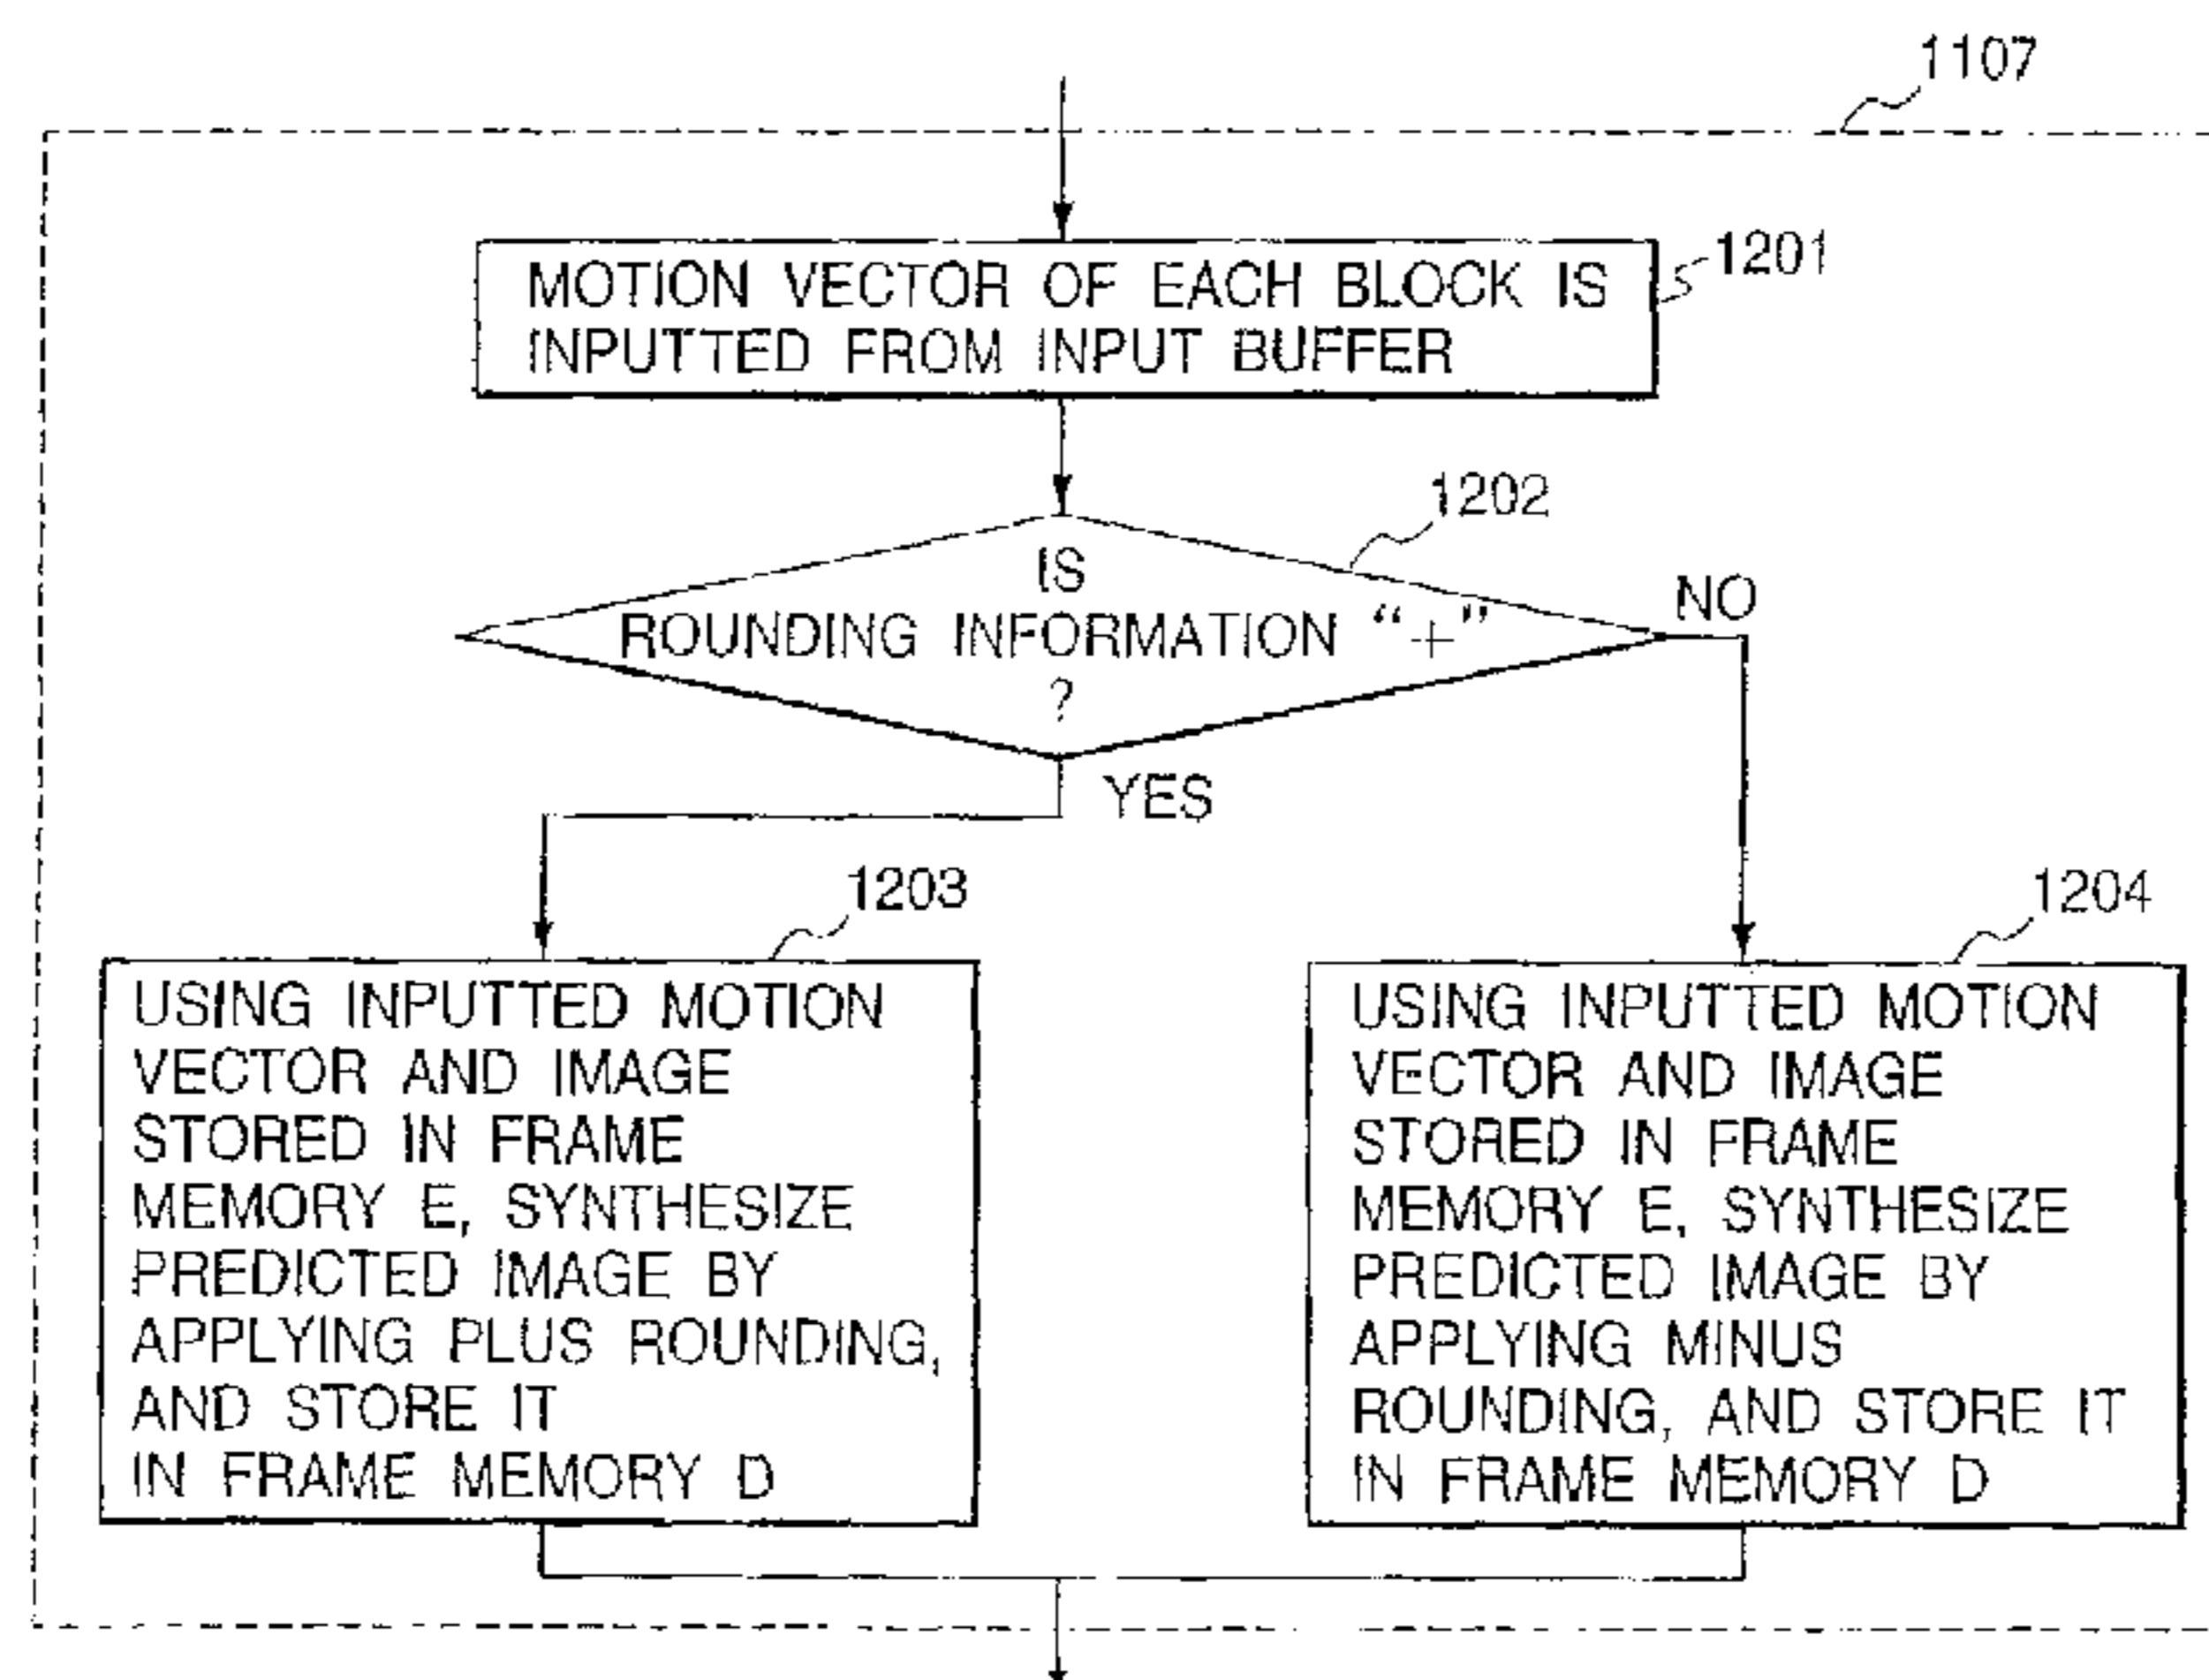 1107
MOTION VECTOR OF EACH BLOCK IS
INPUTTED FROM INPUT BUFFER
1201
1202
IS
ROUNDING INFORMATION “+”
?
NO
YES
1203
USING INPUTTED MOTION
VECTOR AND IMAGE
STORED IN FRAME
MEMORY E, SYNTHESIZE
PREDICTED IMAGE BY
APPLYING PLUS ROUNDING,
AND STORE IT
IN FRAME MEMORY D
1204
USING INPUTTED MOTION
VECTOR AND IMAGE
STORED IN FRAME
MEMORY E, SYNTHESIZE
PREDICTED IMAGE BY
APPLYING MINUS
ROUNDING, AND STORE IT
IN FRAME MEMORY D